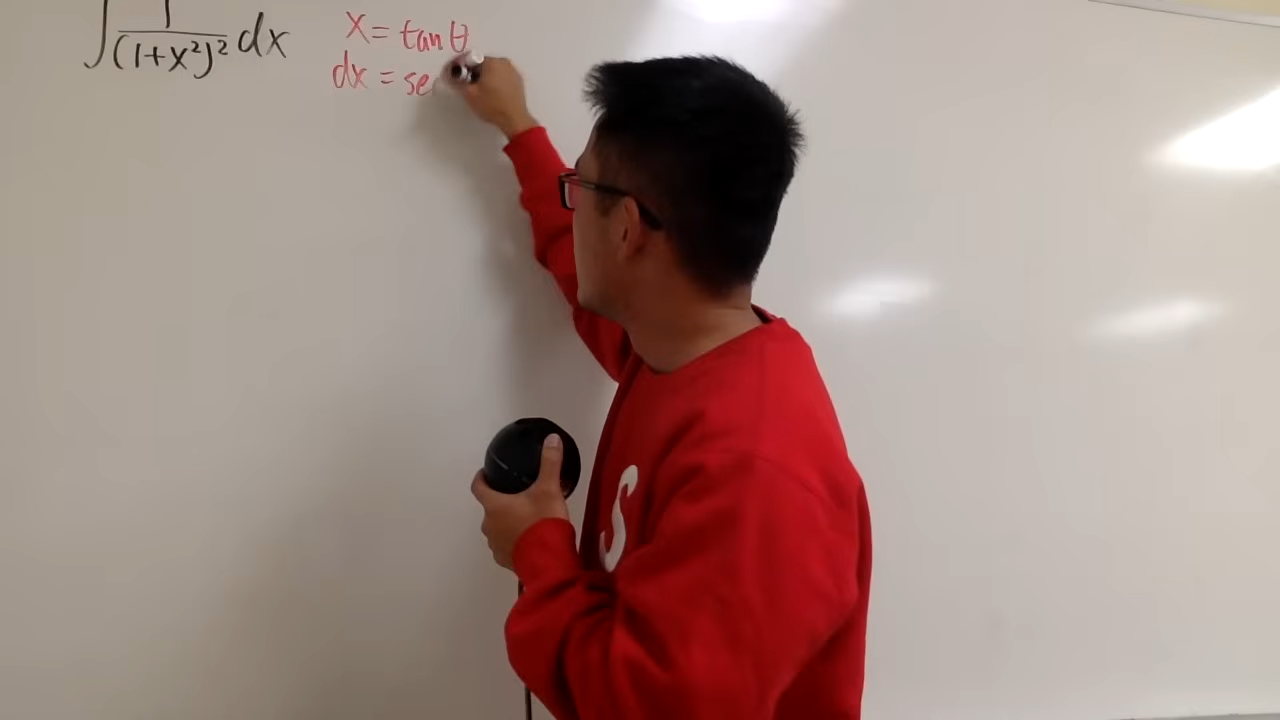 ∫ 1/(1+x²)² dx
x = tan θ
dx = se
S